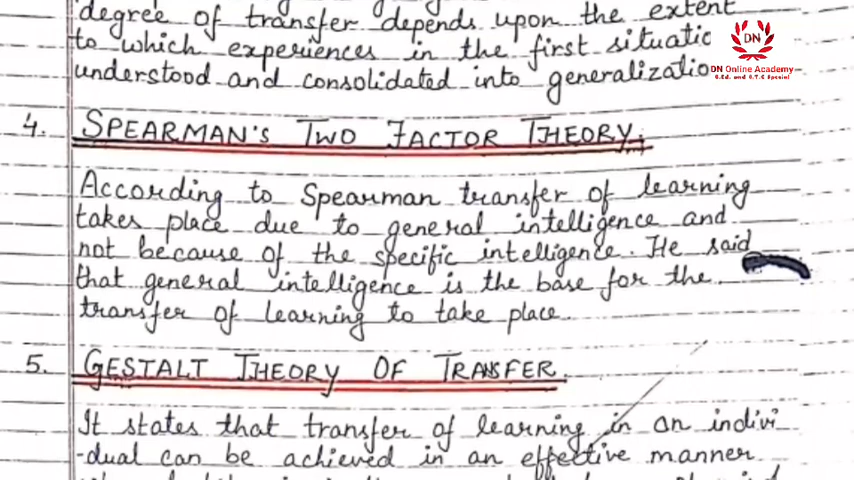 degree of transfer depends upon the extent
to which experiences in the first situatio
understood and consolidated into generalizatio
DN
DN Online Academy
B.Ed. and B.T.C Special
4. SPEARMAN'S TWO FACTOR THEORY.
According to Spearman transfer of learning
takes place due to general intelligence and
not because of the specific intelligence. He said
that general intelligence is the base for the
transfer of learning to take place.
5. GESTALT THEORY OF TRANSFER
It states that transfer of learning in an indivi
-dual can be achieved in an effective manner